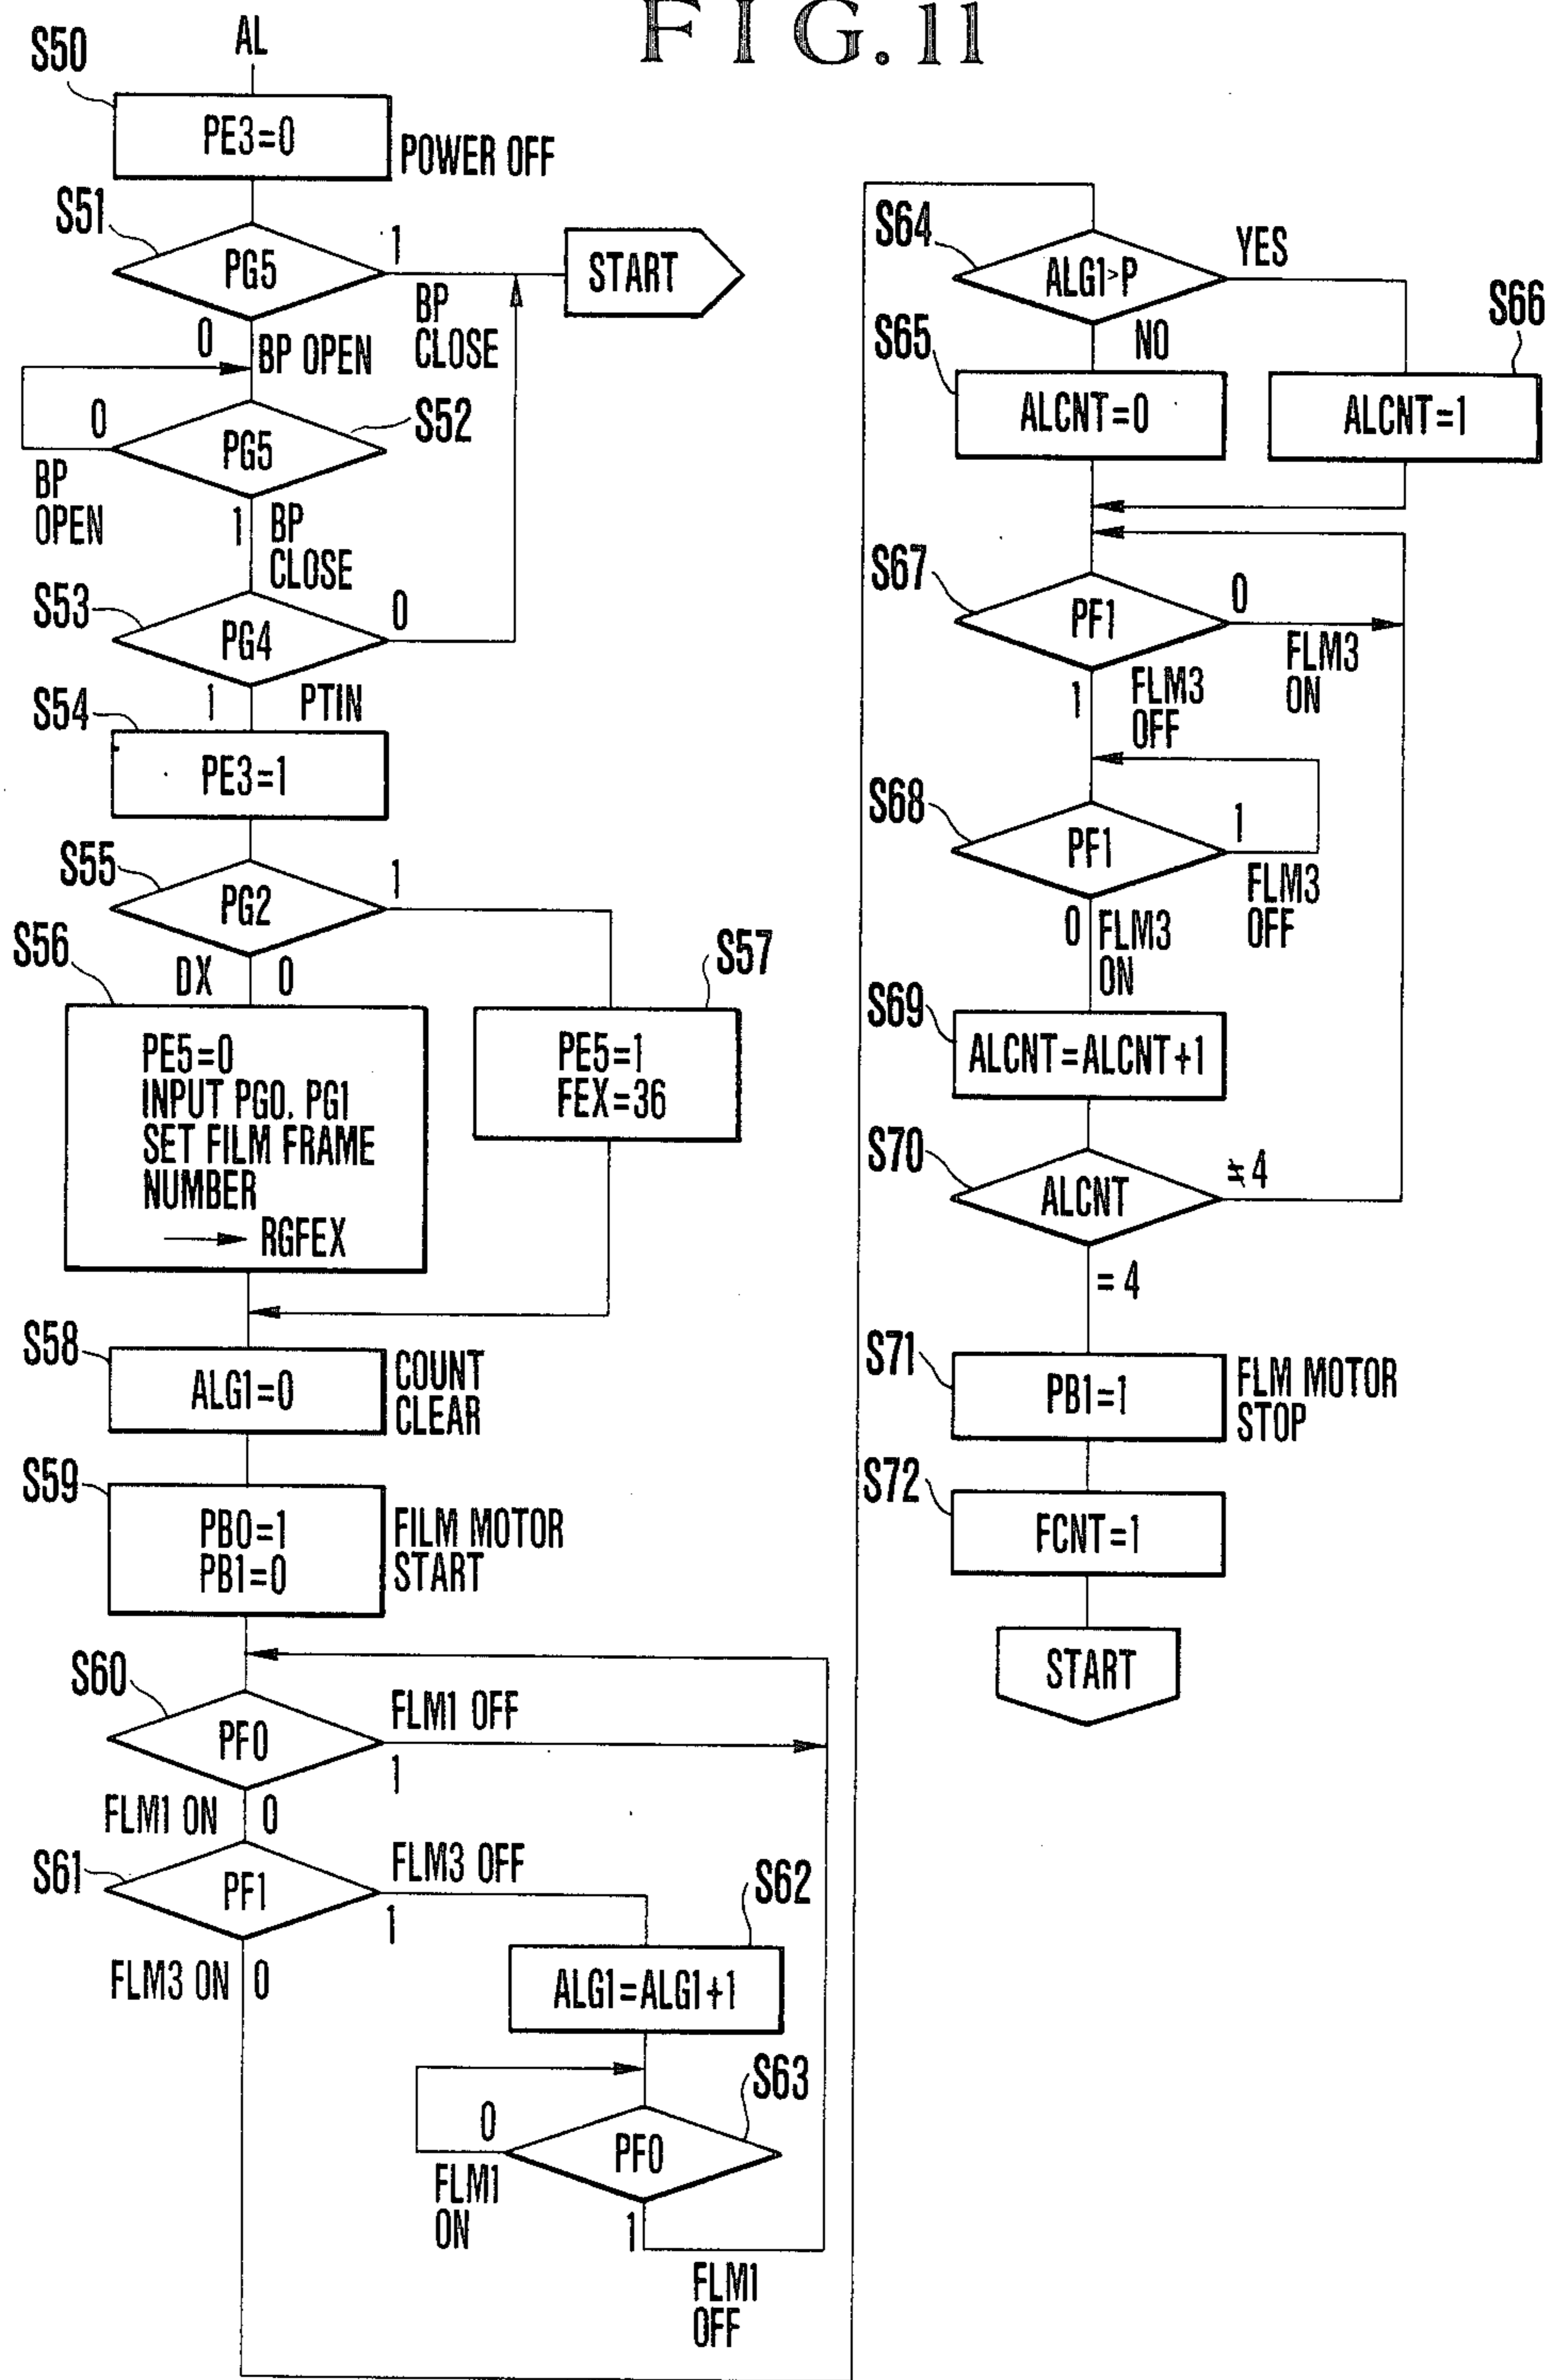 FIG. 11
AL
S50
PE3=0
POWER OFF
S51
PG5
1
BP
CLOSE
START
0
BP OPEN
S52
PG5
0
BP
OPEN
1
BP
CLOSE
S53
PG4
0
1
PTIN
S54
PE3=1
S55
PG2
1
DX
0
S56
PE5=0
INPUT PG0. PG1
SET FILM FRAME
NUMBER
→ RGFEX
S57
PE5=1
FEX=36
S58
ALG1=0
COUNT
CLEAR
S59
PB0=1
PB1=0
FILM MOTOR
START
S60
PF0
FLM1 OFF
1
FLM1 ON
0
S61
PF1
FLM3 OFF
1
FLM3 ON
0
S62
ALG1=ALG1+1
S63
PF0
0
FLM1
ON
1
FLM1
OFF
S64
ALG1>P
YES
NO
S65
ALCNT=0
S66
ALCNT=1
S67
PF1
0
FLM3
ON
1
FLM3
OFF
S68
PF1
1
FLM3
OFF
0
FLM3
ON
S69
ALCNT=ALCNT+1
S70
ALCNT
≠4
=4
S71
PB1=1
FLM MOTOR
STOP
S72
FCNT=1
START